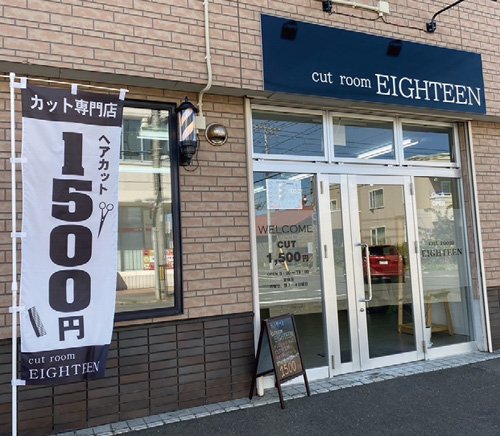 cut room EIGHTEEN
カット専門店
ヘアカット
1500円
cut room
EIGHTEEN
WELCOME
CUT
1,500円
cut room
EIGHTEEN
1500